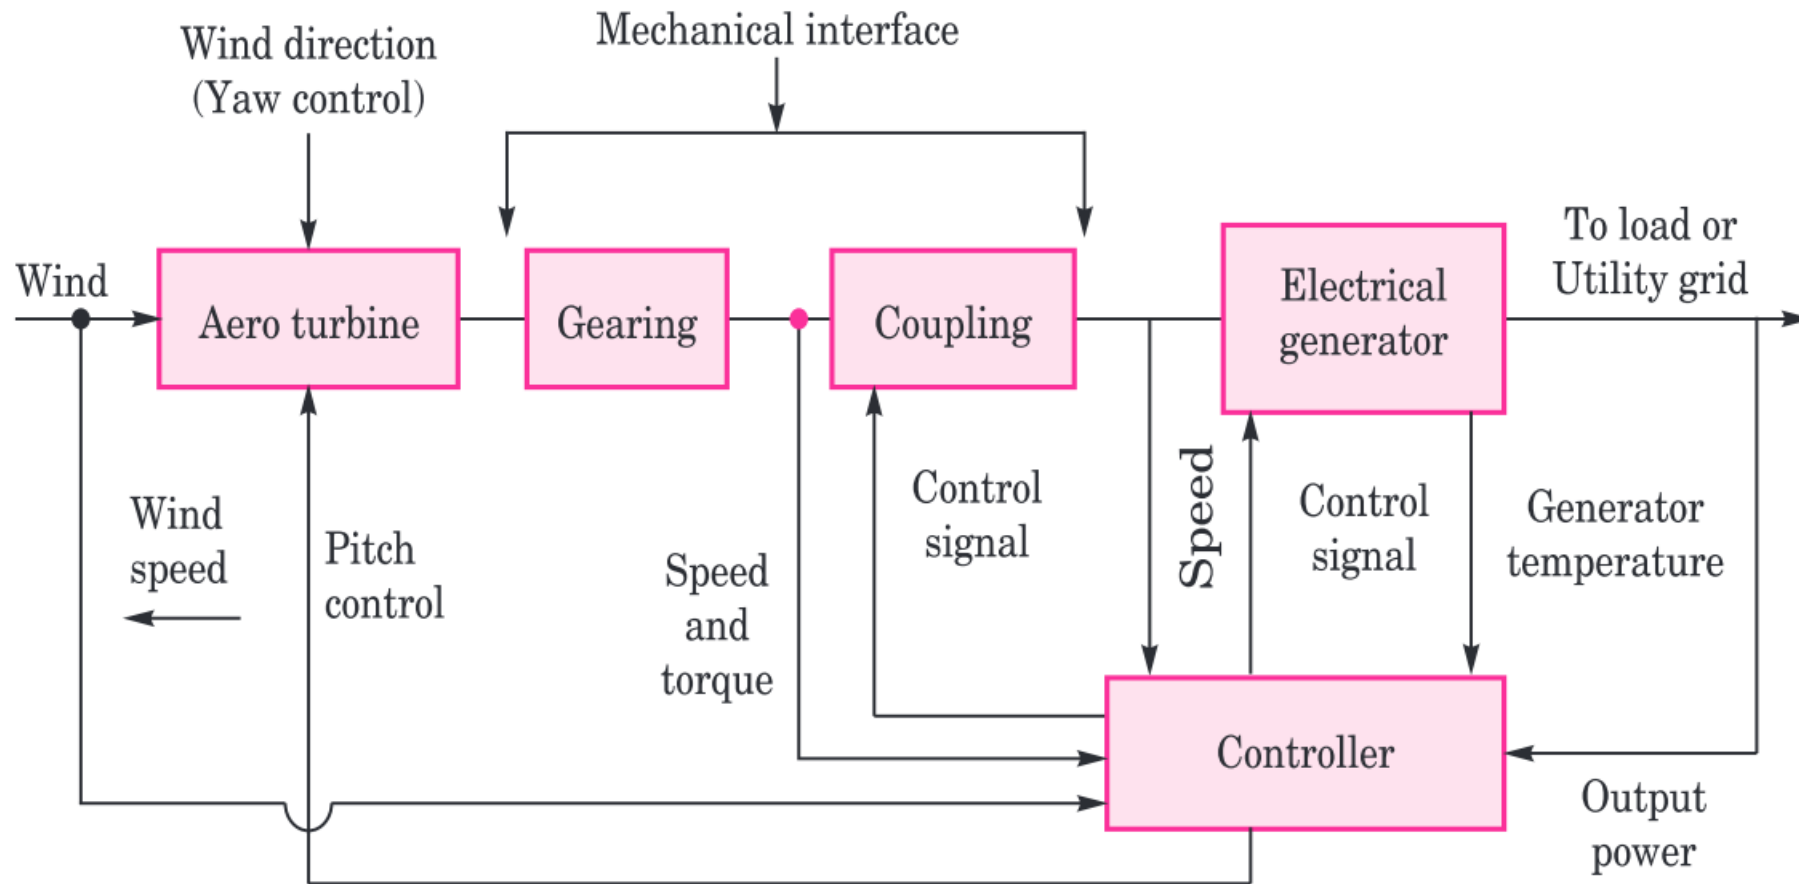 Wind direction
(Yaw control)
Mechanical interface
Wind
Aero turbine
Gearing
Coupling
Electrical
generator
To load or
Utility grid
Wind
speed
Pitch
control
Speed
and
torque
Control
signal
Speed
Control
signal
Generator
temperature
Controller
Output
power